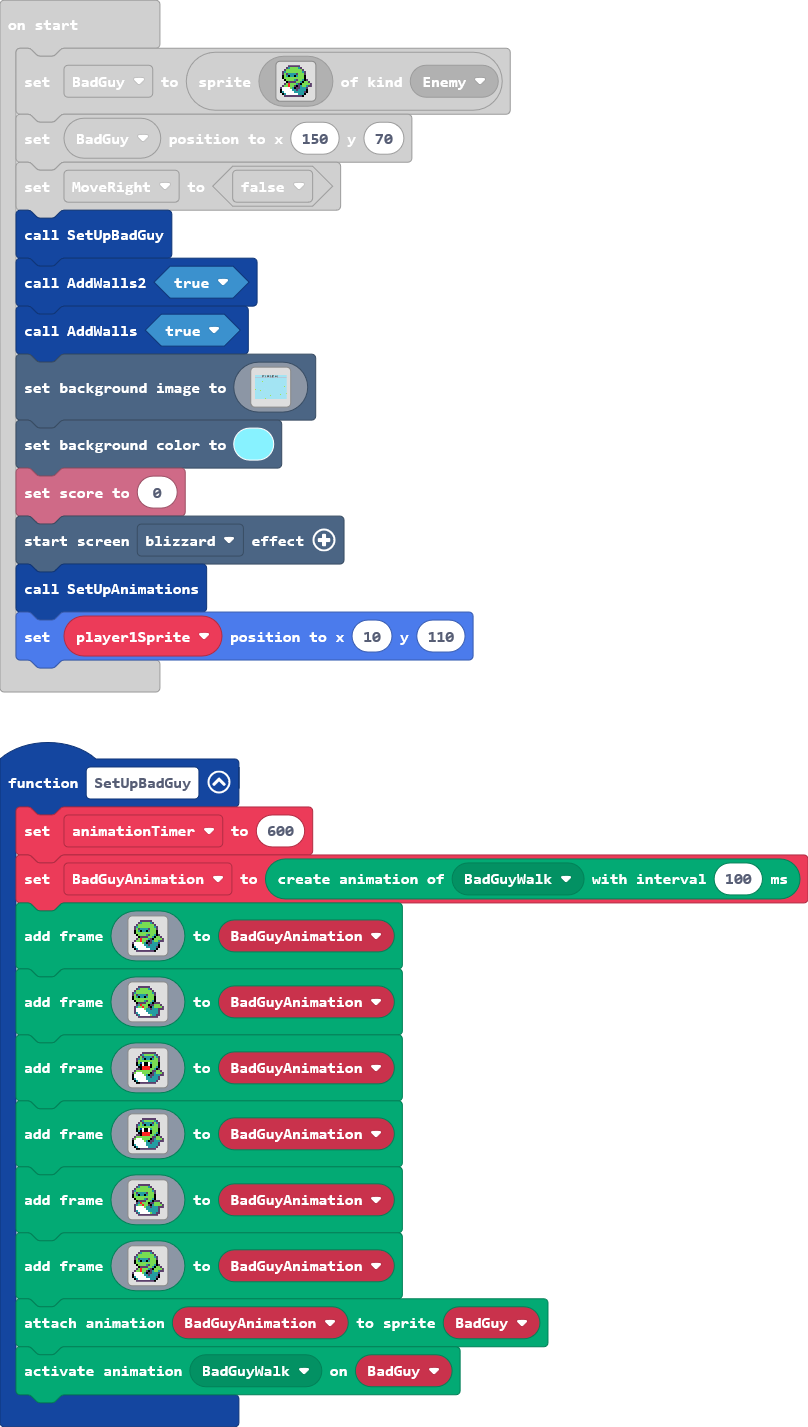 on start
set BadGuy to sprite of kind Enemy
set BadGuy position to x 150 y 70
set MoveRight to false
call SetUpBadGuy
call AddWalls2 true
call AddWalls true
set background image to
set background color to
set score to 0
start screen blizzard effect
call SetUpAnimations
set player1Sprite position to x 10 y 110
function SetUpBadGuy
set animationTimer to 600
set BadGuyAnimation to create animation of BadGuyWalk with interval 100 ms
add frame to BadGuyAnimation
add frame to BadGuyAnimation
add frame to BadGuyAnimation
add frame to BadGuyAnimation
add frame to BadGuyAnimation
add frame to BadGuyAnimation
attach animation BadGuyAnimation to sprite BadGuy
activate animation BadGuyWalk on BadGuy